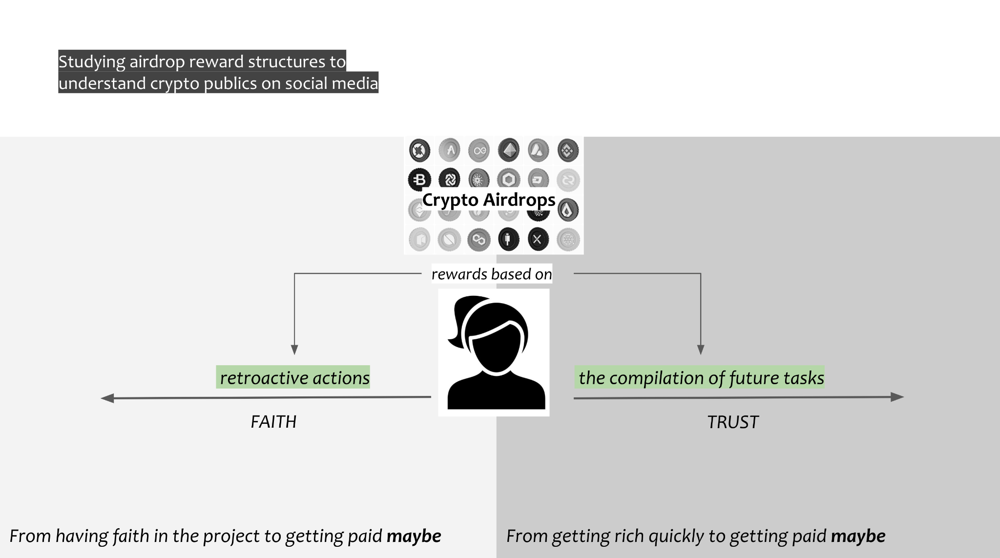 Studying airdrop reward structures to
understand crypto publics on social media
Crypto Airdrops
rewards based on
retroactive actions
the compilation of future tasks
FAITH
TRUST
From having faith in the project to getting paid maybe
From getting rich quickly to getting paid maybe